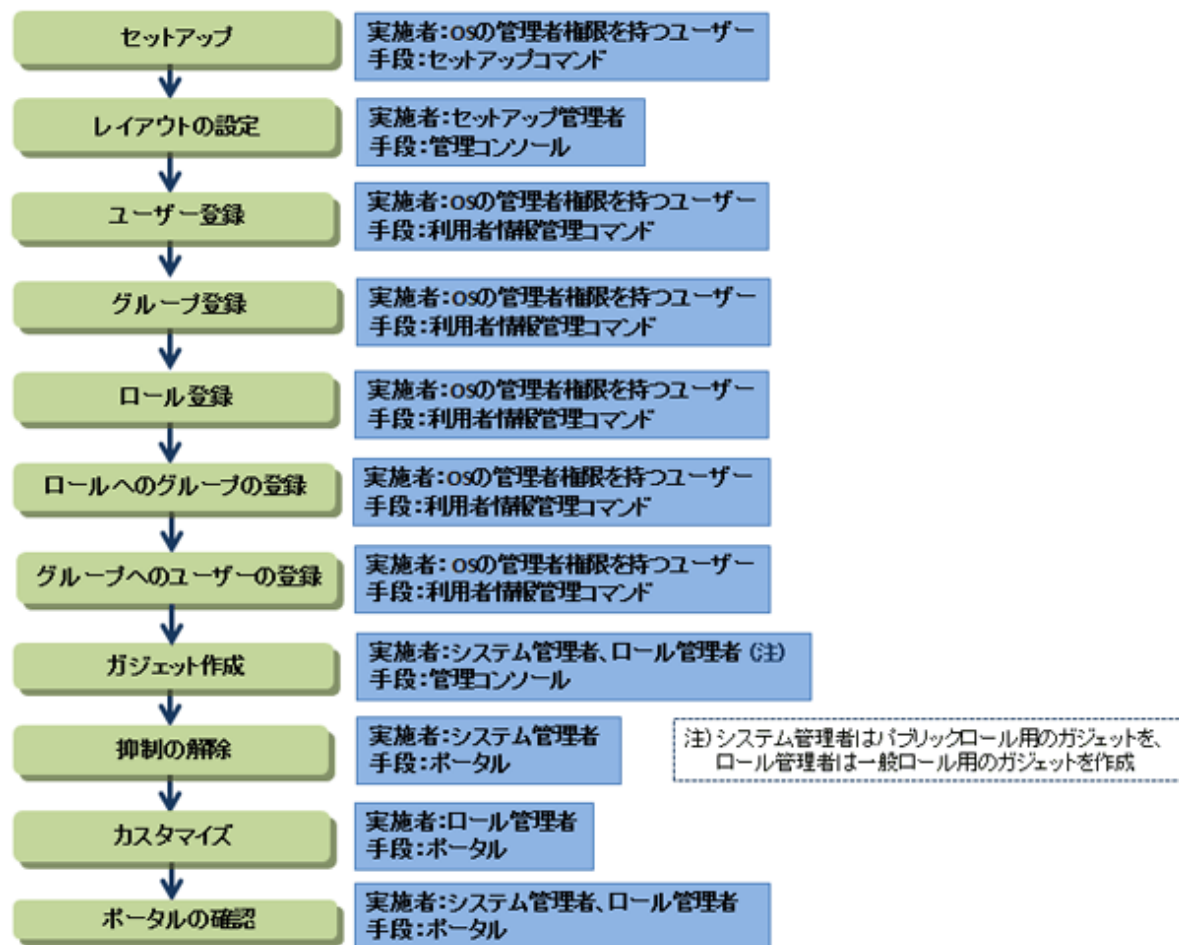 セットアップ
実施者:OSの管理者権限を持つユーザー
手段:セットアップコマンド
レイアウトの設定
実施者:セットアップ管理者
手段:管理コンソール
ユーザー登録
実施者:OSの管理者権限を持つユーザー
手段:利用者情報管理コマンド
グループ登録
実施者:OSの管理者権限を持つユーザー
手段:利用者情報管理コマンド
ロール登録
実施者:OSの管理者権限を持つユーザー
手段:利用者情報管理コマンド
ロールへのグループの登録
実施者:OSの管理者権限を持つユーザー
手段:利用者情報管理コマンド
グループへのユーザーの登録
実施者:OSの管理者権限を持つユーザー
手段:利用者情報管理コマンド
ガジェット作成
実施者:システム管理者、ロール管理者 (注)
手段:管理コンソール
抑制の解除
実施者:システム管理者
手段:ポータル
注)システム管理者はパブリックロール用のガジェットを、
ロール管理者は一般ロール用のガジェットを作成
カスタマイズ
実施者:ロール管理者
手段:ポータル
ポータルの確認
実施者:システム管理者、ロール管理者
手段:ポータル